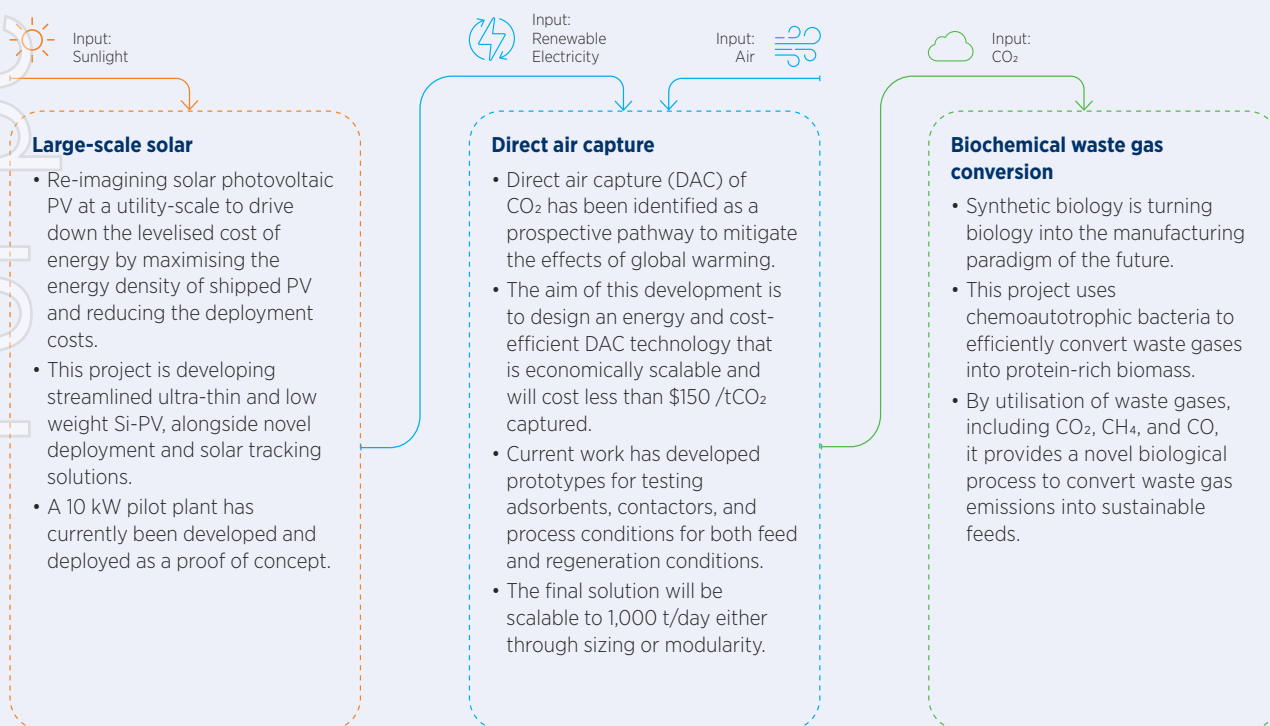 Input:
Sunlight
Input:
Renewable
Electricity
Input:
Air
Input:
CO₂
Large-scale solar
• Re-imagining solar photovoltaic
PV at a utility-scale to drive
down the levelised cost of
energy by maximising the
energy density of shipped PV
and reducing the deployment
costs.
• This project is developing
streamlined ultra-thin and low
weight Si-PV, alongside novel
deployment and solar tracking
solutions.
• A 10 kW pilot plant has
currently been developed and
deployed as a proof of concept.
Direct air capture
• Direct air capture (DAC) of
CO₂ has been identified as a
prospective pathway to mitigate
the effects of global warming.
• The aim of this development is
to design an energy and cost-
efficient DAC technology that
is economically scalable and
will cost less than $150 /tCO₂
captured.
• Current work has developed
prototypes for testing
adsorbents, contactors, and
process conditions for both feed
and regeneration conditions.
• The final solution will be
scalable to 1,000 t/day either
through sizing or modularity.
Biochemical waste gas
conversion
• Synthetic biology is turning
biology into the manufacturing
paradigm of the future.
• This project uses
chemoautotrophic bacteria to
efficiently convert waste gases
into protein-rich biomass.
• By utilisation of waste gases,
including CO₂, CH₄, and CO,
it provides a novel biological
process to convert waste gas
emissions into sustainable
feeds.